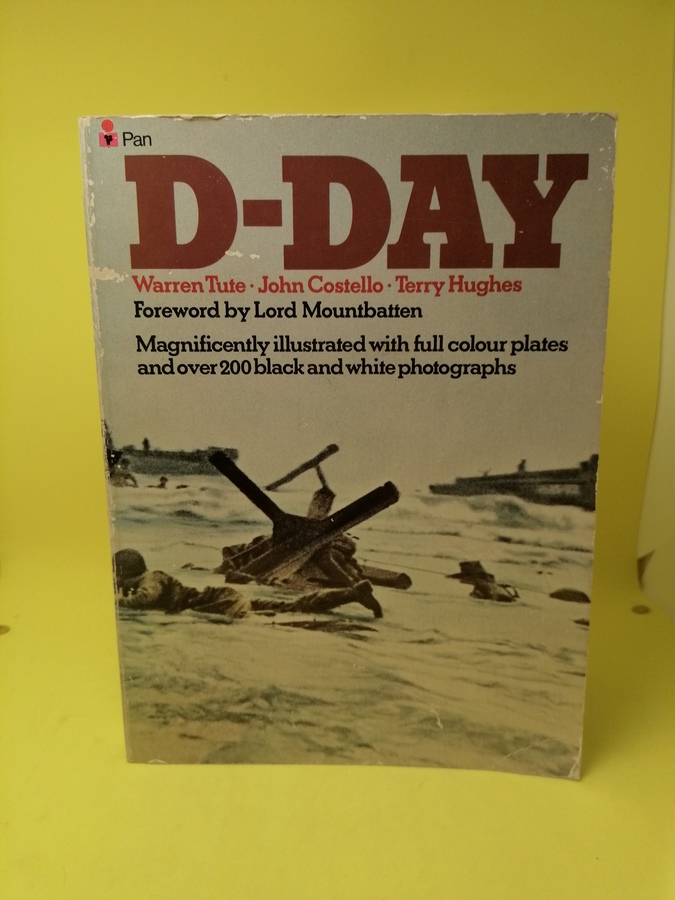 Pan
D-DAY
Warren Tute · John Costello · Terry Hughes
Foreword by Lord Mountbatten
Magnificently illustrated with full colour plates
and over 200 black and white photographs